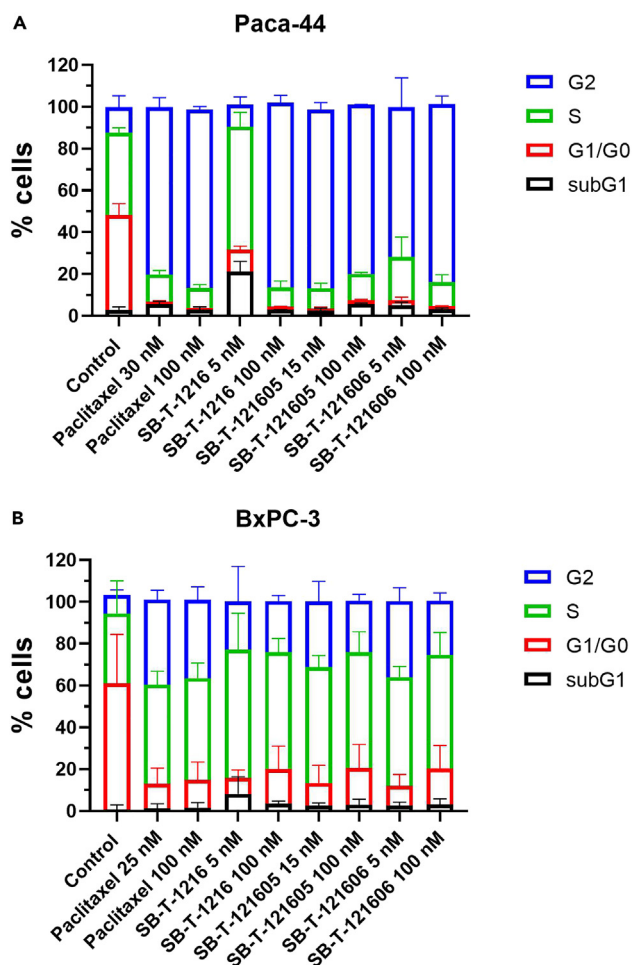 A
Paca-44
% cells
120
100
80
60
40
20
0
G2
S
G1/G0
subG1
Control
Paclitaxel 30 nM
Paclitaxel 100 nM
SB-T-1216 5 nM
SB-T-1216 100 nM
SB-T-121605 15 nM
SB-T-121605 100 nM
SB-T-121606 5 nM
SB-T-121606 100 nM
B
BxPC-3
% cells
120
100
80
60
40
20
0
G2
S
G1/G0
subG1
Control
Paclitaxel 25 nM
Paclitaxel 100 nM
SB-T-1216 5 nM
SB-T-1216 100 nM
SB-T-121605 15 nM
SB-T-121605 100 nM
SB-T-121606 5 nM
SB-T-121606 100 nM